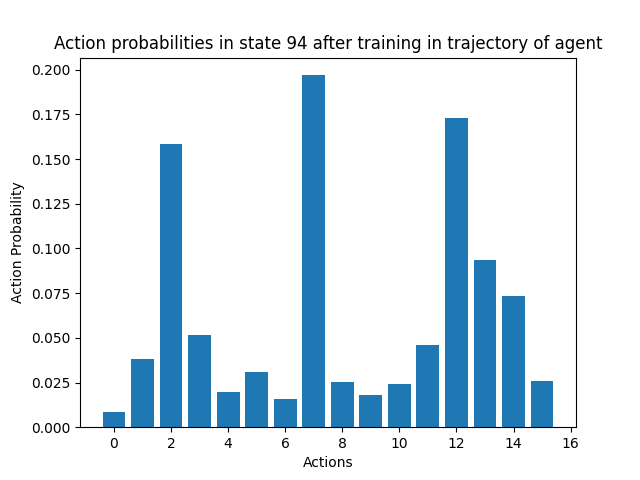 Action probabilities in state 94 after training in trajectory of agent
0.200
0.175
0.150
0.125
0.100
0.075
0.050
0.025
0.000
Action Probability
0 2 4 6 8 10 12 14 16
Actions